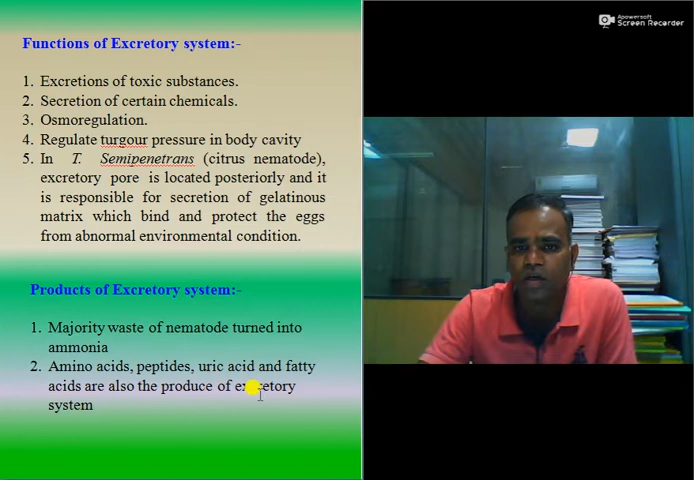 Apowersoft
Screen Recorder
Functions of Excretory system:-
1. Excretions of toxic substances.
2. Secretion of certain chemicals.
3. Osmoregulation.
4. Regulate turgour pressure in body cavity
5. In T. Semipenetrans (citrus nematode),
excretory pore is located posteriorly and it
is responsible for secretion of gelatinous
matrix which bind and protect the eggs
from abnormal environmental condition.
Products of Excretory system:-
1. Majority waste of nematode turned into
ammonia
2. Amino acids, peptides, uric acid and fatty
acids are also the produce of excretory
system